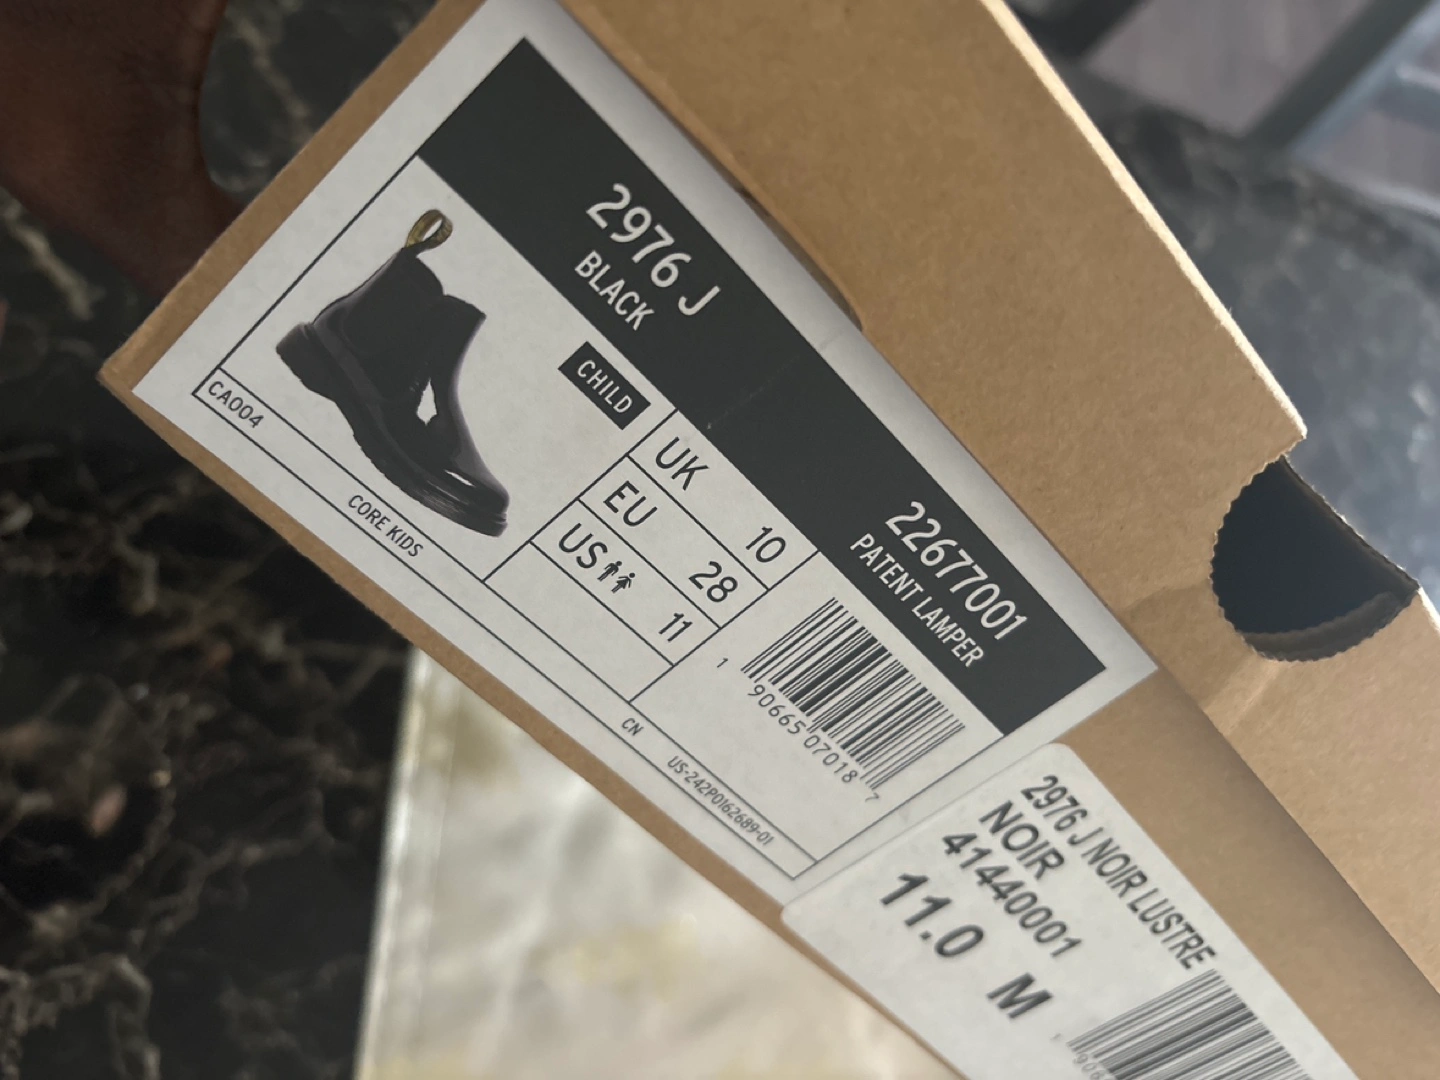 2976 J
BLACK
22677001
PATENT LAMPER
CHILD
UK 10
EU 28
US 11
CA004
CORE KIDS
1 90665 07018 7
CN
US-242P0162689-01
2976 J NOIR LUSTRE
NOIR
41440001
11.0 M